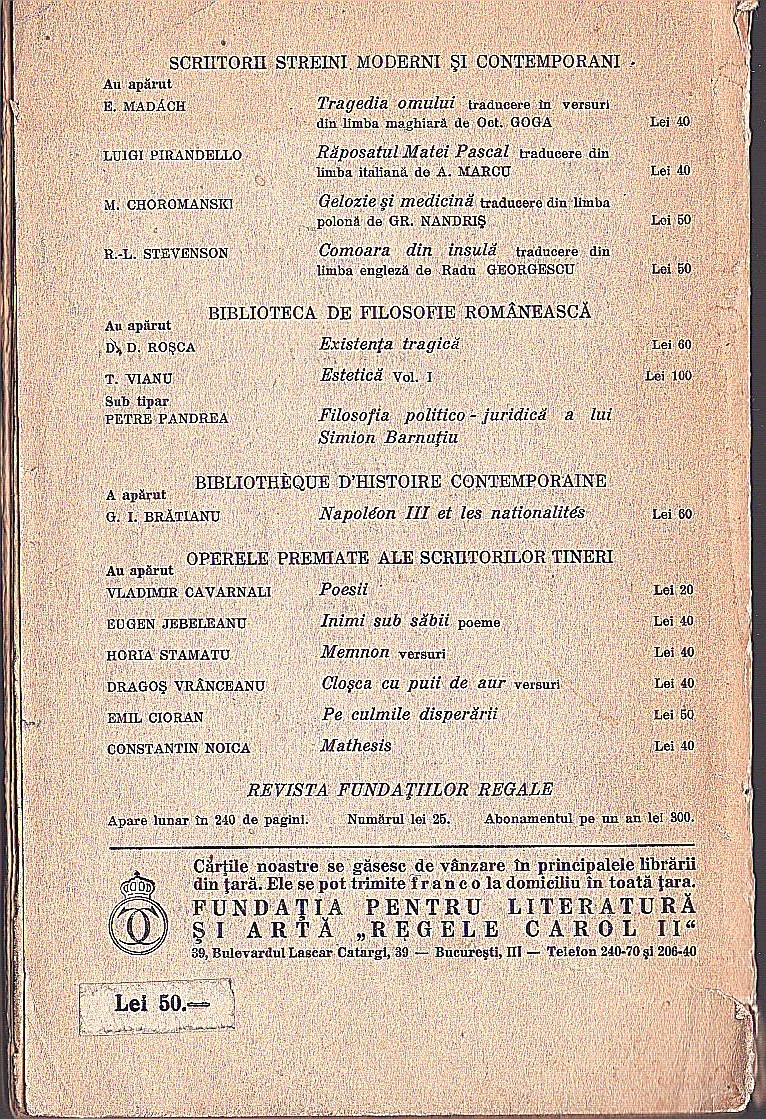 SCRIITORII STREINI MODERNI ŞI CONTEMPORANI
Au apărut
E. MADÁCH Tragedia omului traducere în versuri
din limba maghiară de Oct. GOGA Lei 40
LUIGI PIRANDELLO Răposatul Matei Pascal traducere din
limba italiană de A. MARCU Lei 40
M. CHOROMANSKI Gelozie şi medicină traducere din limba
polonă de GR. NANDRIŞ Lei 50
R.-L. STEVENSON Comoara din insulă traducere din
limba engleză de Radu GEORGESCU Lei 50
BIBLIOTECA DE FILOSOFIE ROMÂNEASCĂ
Au apărut
D. D. ROŞCA Existenţa tragică Lei 60
T. VIANU Estetică Vol. I Lei 100
Sub tipar
PETRE PANDREA Filosofia politico-juridică a lui
Simion Barnuţiu
BIBLIOTHÈQUE D'HISTOIRE CONTEMPORAINE
A apărut
G. I. BRĂTIANU Napoléon III et les nationalités Lei 60
OPERELE PREMIATE ALE SCRIITORILOR TINERI
Au apărut
VLADIMIR CAVARNALI Poesii Lei 20
EUGEN JEBELEANU Inimi sub săbii poeme Lei 40
HORIA STAMATU Memnon versuri Lei 40
DRAGOŞ VRÂNCEANU Cloşca cu puii de aur versuri Lei 40
EMIL CIORAN Pe culmile disperării Lei 50
CONSTANTIN NOICA Mathesis Lei 40
REVISTA FUNDAŢIILOR REGALE
Apare lunar în 240 de pagini. Numărul lei 25. Abonamentul pe un an lei 300.
Cărţile noastre se găsesc de vânzare în principalele librării
din ţară. Ele se pot trimite franco la domiciliu în toată ţara.
FUNDAŢIA PENTRU LITERATURĂ
ŞI ARTĂ „REGELE CAROL II“
39, Bulevardul Lascar Catargi, 39 — Bucureşti, III — Telefon 240-70 şi 206-40
Lei 50.—